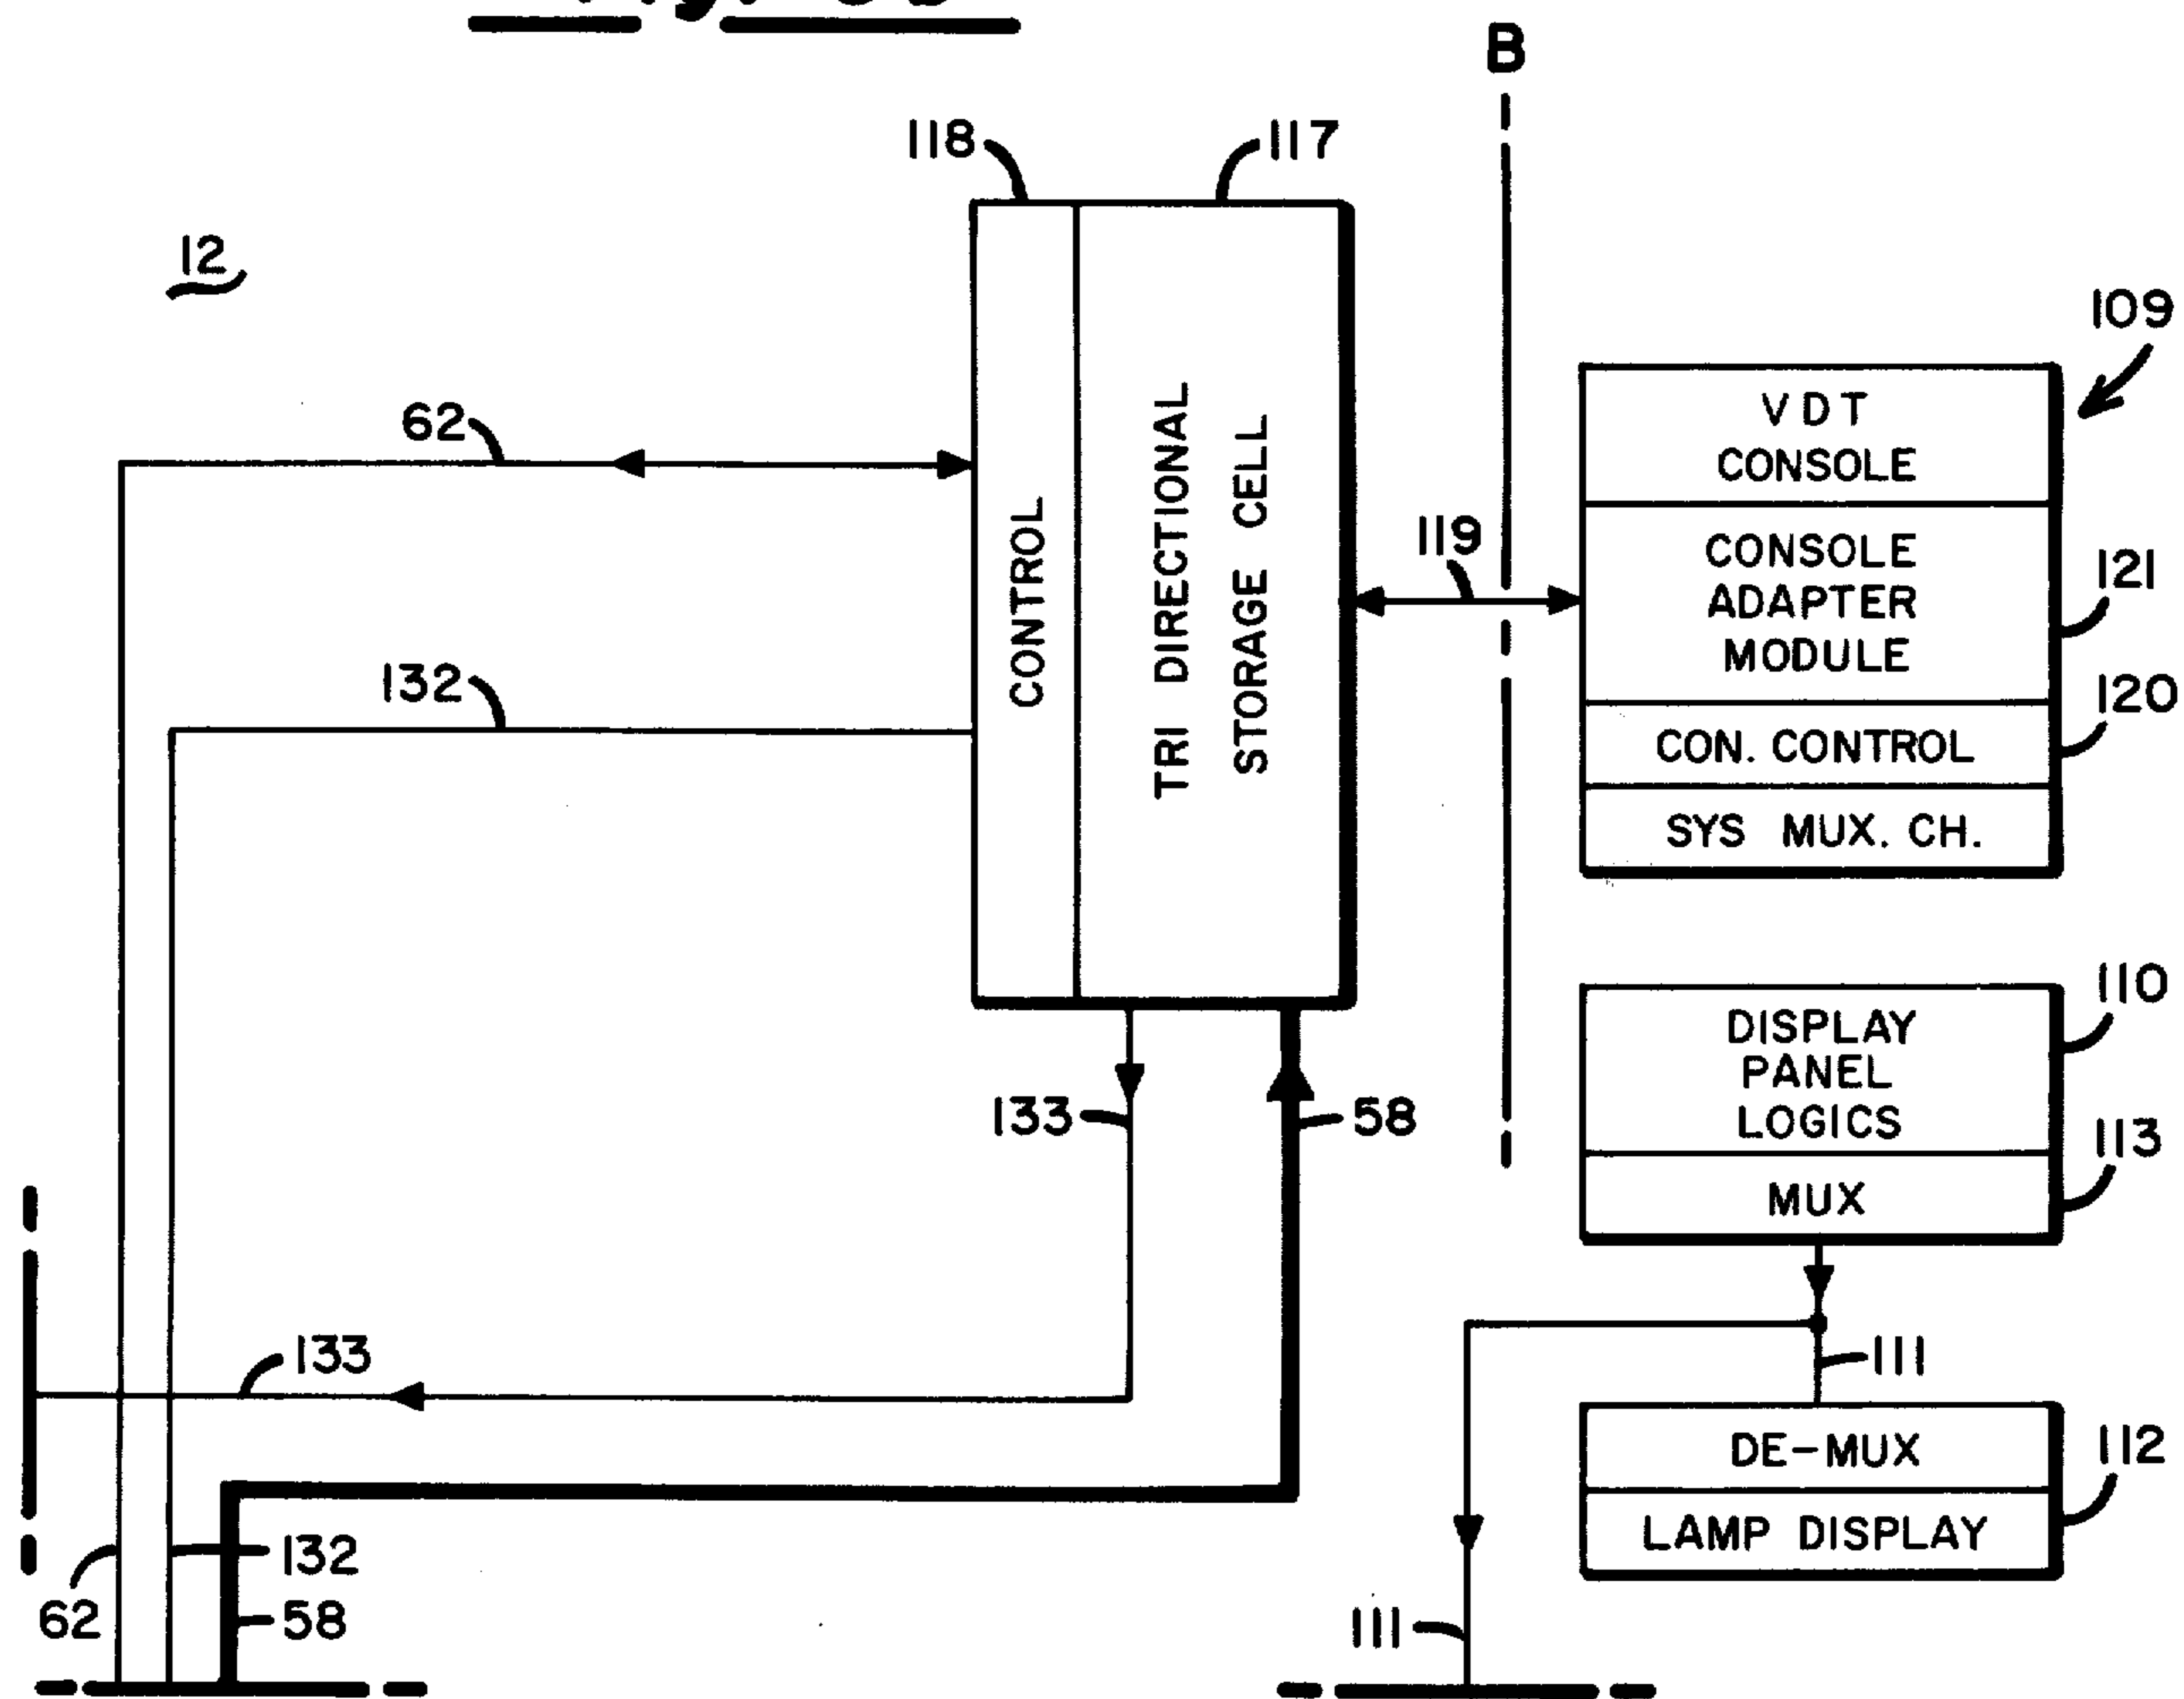 B
118
117
12
109
62
VDT
CONSOLE
CONTROL
TRI DIRECTIONAL
STORAGE CELL
119
CONSOLE
ADAPTER
MODULE
121
132
120
CON. CONTROL
SYS MUX. CH.
110
DISPLAY
PANEL
LOGICS
133
58
113
MUX
133
111
DE-MUX
112
LAMP DISPLAY
132
62
58
111